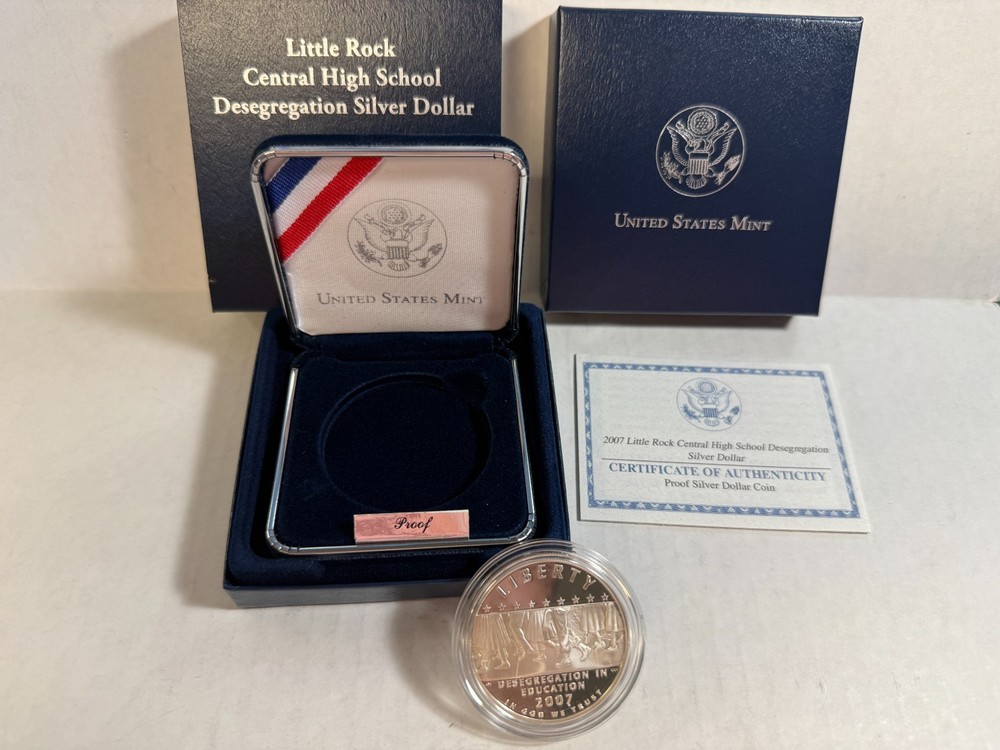 Little Rock
Central High School
Desegregation Silver Dollar
UNITED STATES MINT
UNITED STATES MINT
2007 Little Rock Central High School Desegregation
Silver Dollar
CERTIFICATE OF AUTHENTICITY
Proof Silver Dollar Coin
Proof
LIBERTY
DESEGREGATION IN
EDUCATION
2007
IN GOD WE TRUST